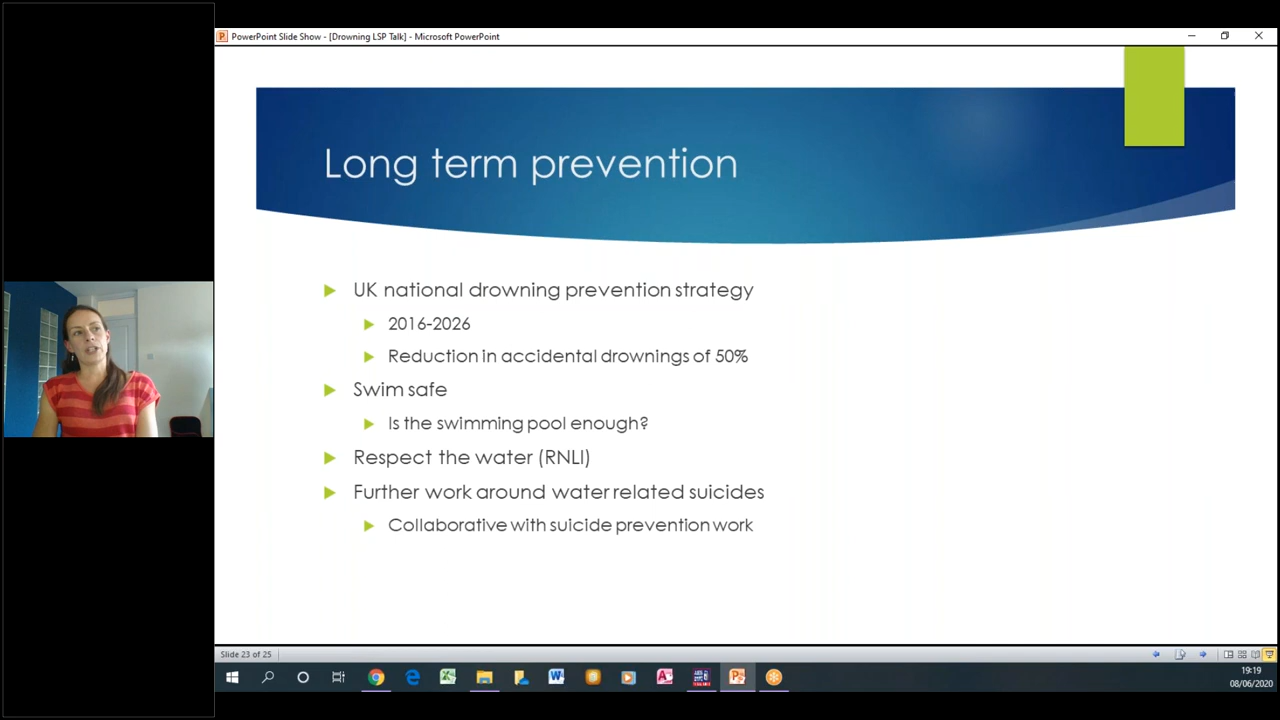 PowerPoint Slide Show - [Drowning LSP Talk] - Microsoft PowerPoint
Long term prevention
UK national drowning prevention strategy
2016-2026
Reduction in accidental drownings of 50%
Swim safe
Is the swimming pool enough?
Respect the water (RNLI)
Further work around water related suicides
Collaborative with suicide prevention work
Slide 23 of 25
19:19
08/06/2020